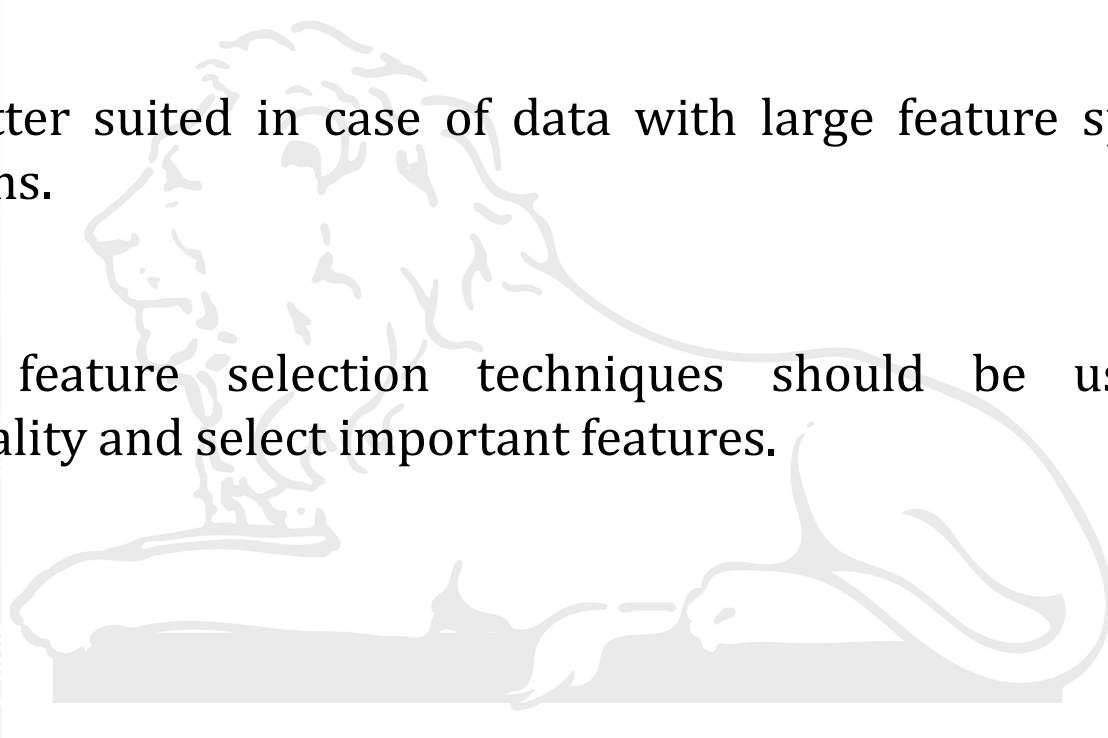 tter suited in case of data with large feature
ns.
feature selection techniques should be
ality and select important features.